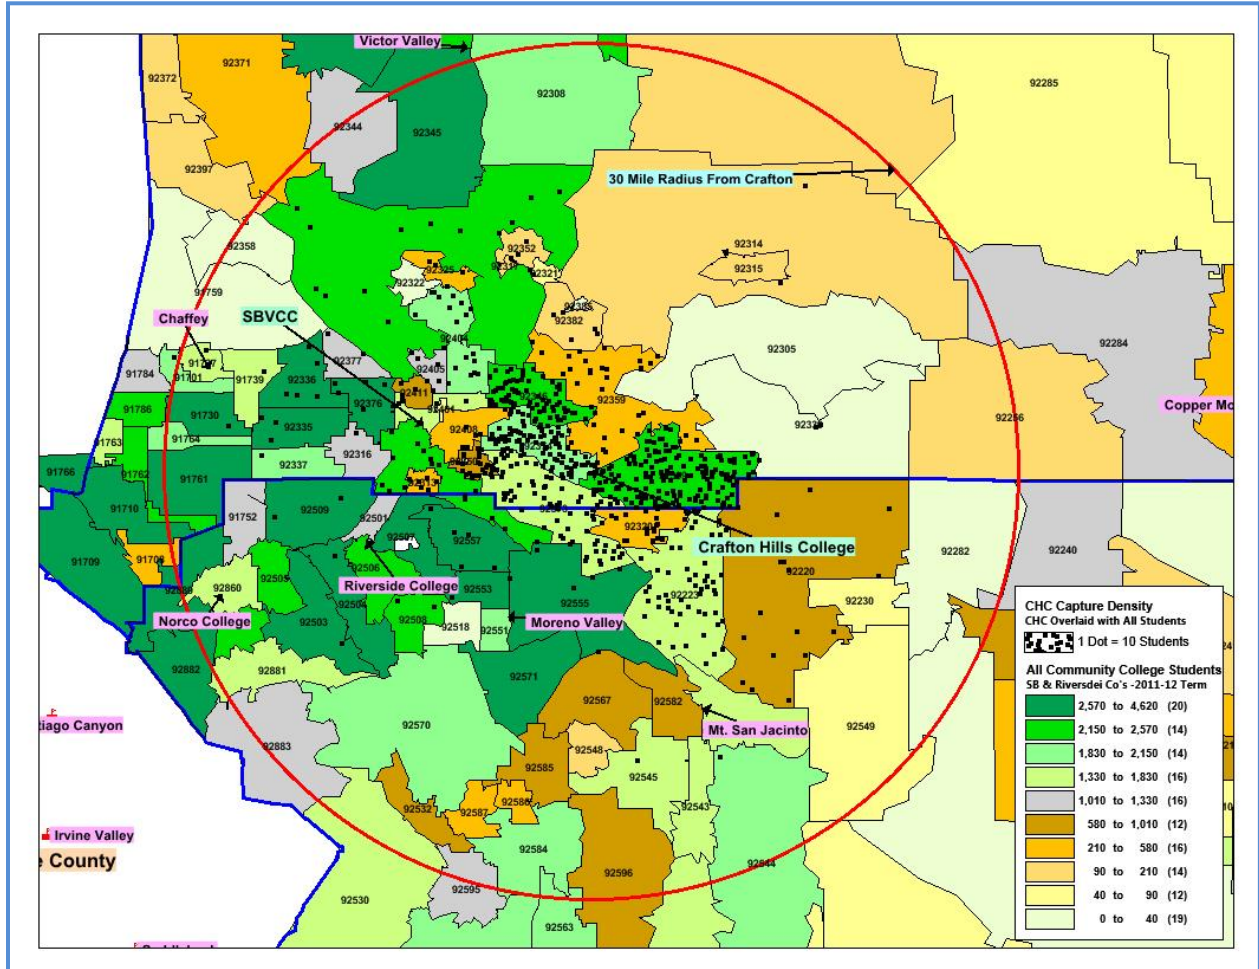 Victor Valley
92372
92371
92308
92285
92344
92345
92397
30 Mile Radius From Crafton
92358
92352
92314
92325
92321
92315
92322
91759
Chaffey
SBVCC
92382
92305
92284
92404
92377
92405
91784
91701
91739
92336
92376
92411
92359
Copper Mo
91786
91730
92335
92408
91763
91764
92316
91766
91762
91761
92337
91710
91752
92509
92501
92320
Crafton Hills College
92507
92557
91709
92506
92220
92282
92240
92860
92505
Riverside College
92553
92555
92223
92230
Norco College
92503
92504
92508
92518
92551
Moreno Valley
92882
92881
92571
92567
92582
92549
tiago Canyon
92570
Mt. San Jacinto
92883
92548
92585
92545
92543
92532
92587
92586
Irvine Valley
e County
92584
92596
92544
92595
92530
92563
CHC Capture Density
CHC Overlaid with All Students
1 Dot = 10 Students
All Community College Students
SB & Riversdei Co's -2011-12 Term
2,570 to 4,620 (20)
2,150 to 2,570 (14)
1,830 to 2,150 (14)
1,330 to 1,830 (16)
1,010 to 1,330 (16)
580 to 1,010 (12)
210 to 580 (16)
90 to 210 (14)
40 to 90 (12)
0 to 40 (19)